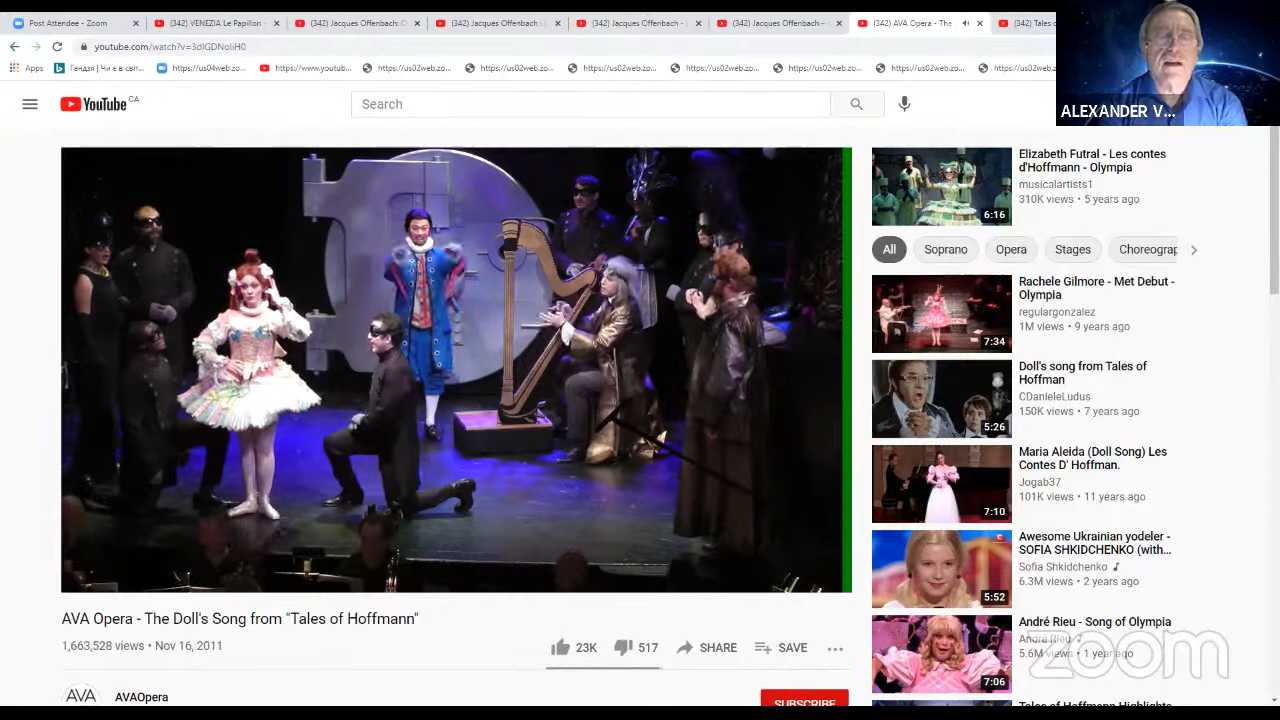 Post Attendee - Zoom
(342) VENEZIA Le Papillon -
(342) Jacques Offenbach:
(342) Jacques Offenbach :
(342) Jacques Offenbach -
(342) Jacques Offenbach –
(342) AVA Opera - The
(342) Tales o
youtube.com/watch?v=3dIGDNoIiH0
Apps
Гандзя | Чи є в світ...
https://us04web.zo...
https://www.youtub...
https://us02web.zo...
https://us02web.zo...
https://us02web.zo...
https://us02web.zo...
https://us02web.zo...
https://us02web.zo
ALEXANDER V...
YouTube CA
Search
Elizabeth Futral - Les contes
d'Hoffmann - Olympia
musicalartists1
310K views • 5 years ago
6:16
All
Soprano
Opera
Stages
Choreograp
Rachele Gilmore - Met Debut -
Olympia
regulargonzalez
1M views • 9 years ago
7:34
Doll's song from Tales of
Hoffman
CDanieleLudus
150K views • 7 years ago
5:26
Maria Aleida (Doll Song) Les
Contes D' Hoffman.
Jogab37
101K views • 11 years ago
7:10
Awesome Ukrainian yodeler -
SOFIA SHKIDCHENKO (with...
Sofia Shkidchenko
6.3M views • 2 years ago
5:52
André Rieu - Song of Olympia
André Rieu
5.6M views • 1 year ago
7:06
zoom
Tales of Hoffmann Highlights
AVA Opera - The Doll's Song from "Tales of Hoffmann"
1,663,528 views • Nov 16, 2011
23K
517
SHARE
SAVE
AVA
AVAOpera
SUBSCRIBE